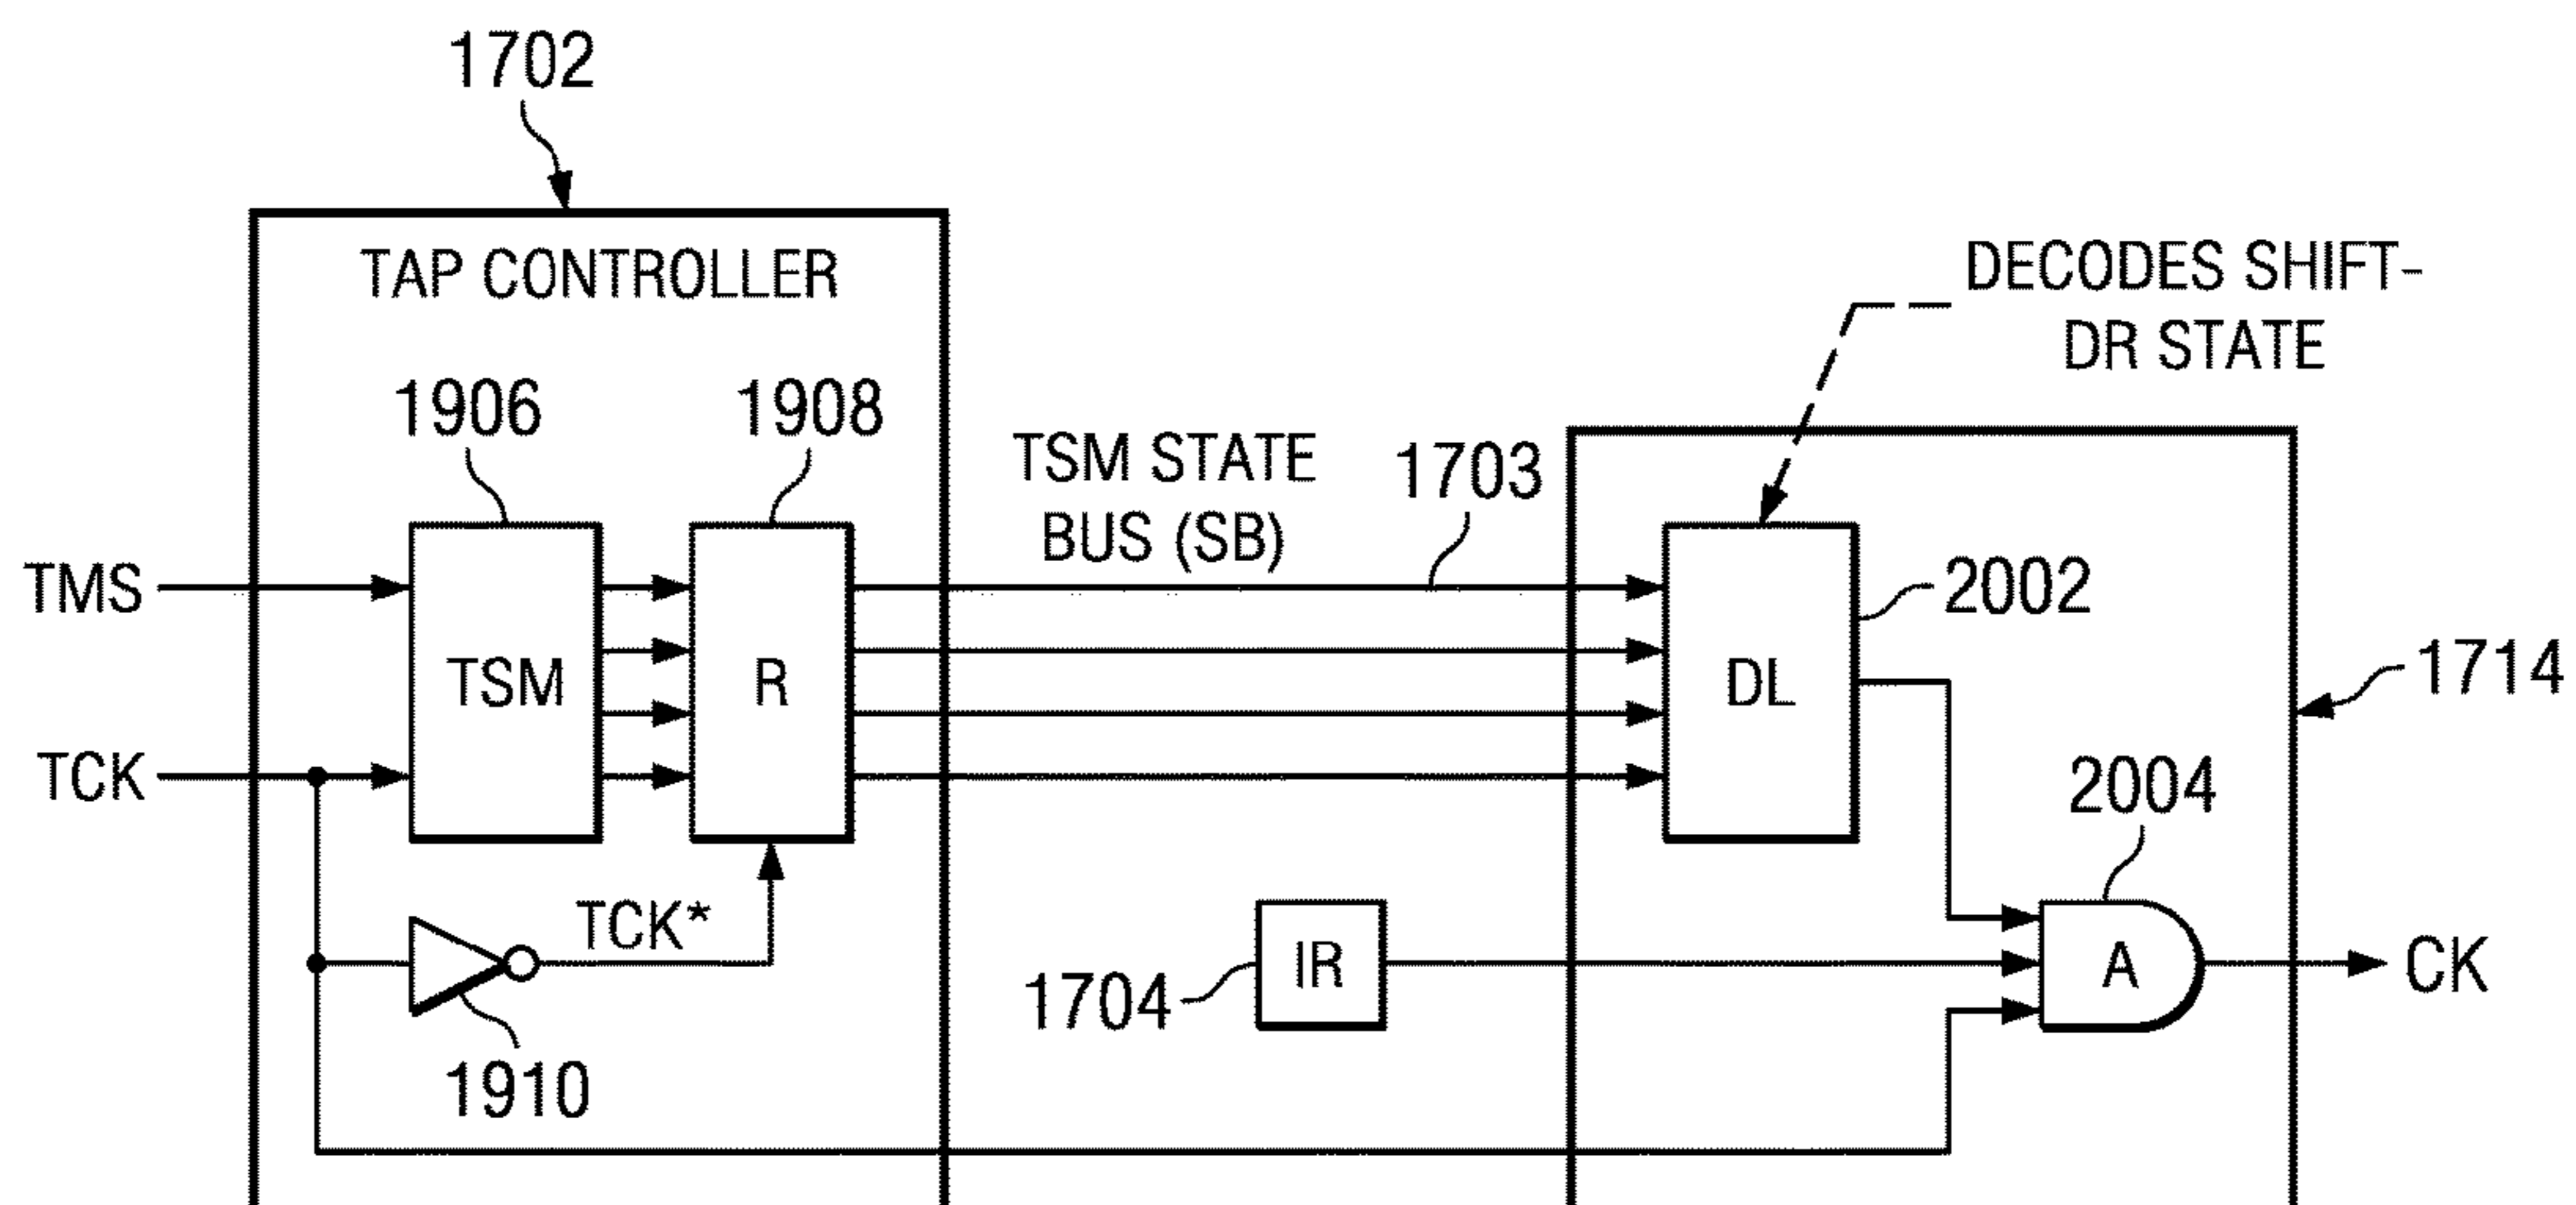 1702
TAP CONTROLLER
DECODES SHIFT-
DR STATE
1906
1908
TSM STATE
BUS (SB)
1703
TMS
TSM
R
DL
2002
1714
TCK
2004
TCK*
1910
1704
IR
A
CK